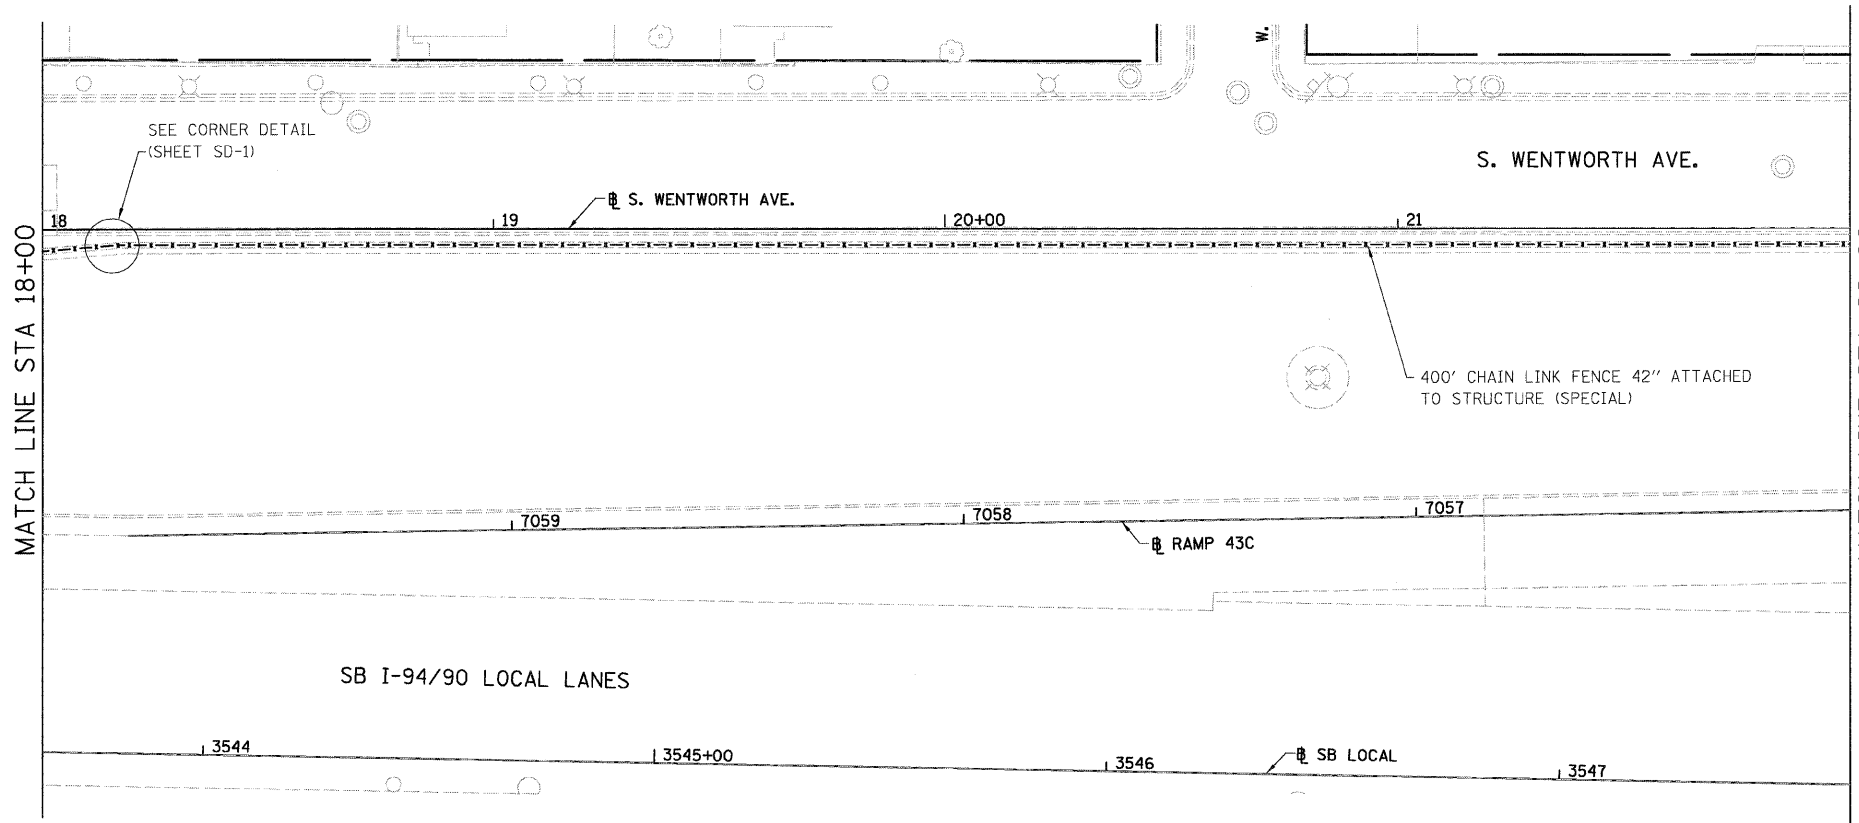 W.
SEE CORNER DETAIL
(SHEET SD-1)
S. WENTWORTH AVE.
℄ S. WENTWORTH AVE.
18
19
20+00
21
MATCH LINE STA 18+00
400' CHAIN LINK FENCE 42" ATTACHED
TO STRUCTURE (SPECIAL)
7059
7058
7057
℄ RAMP 43C
SB I-94/90 LOCAL LANES
3544
3545+00
3546
℄ SB LOCAL
3547